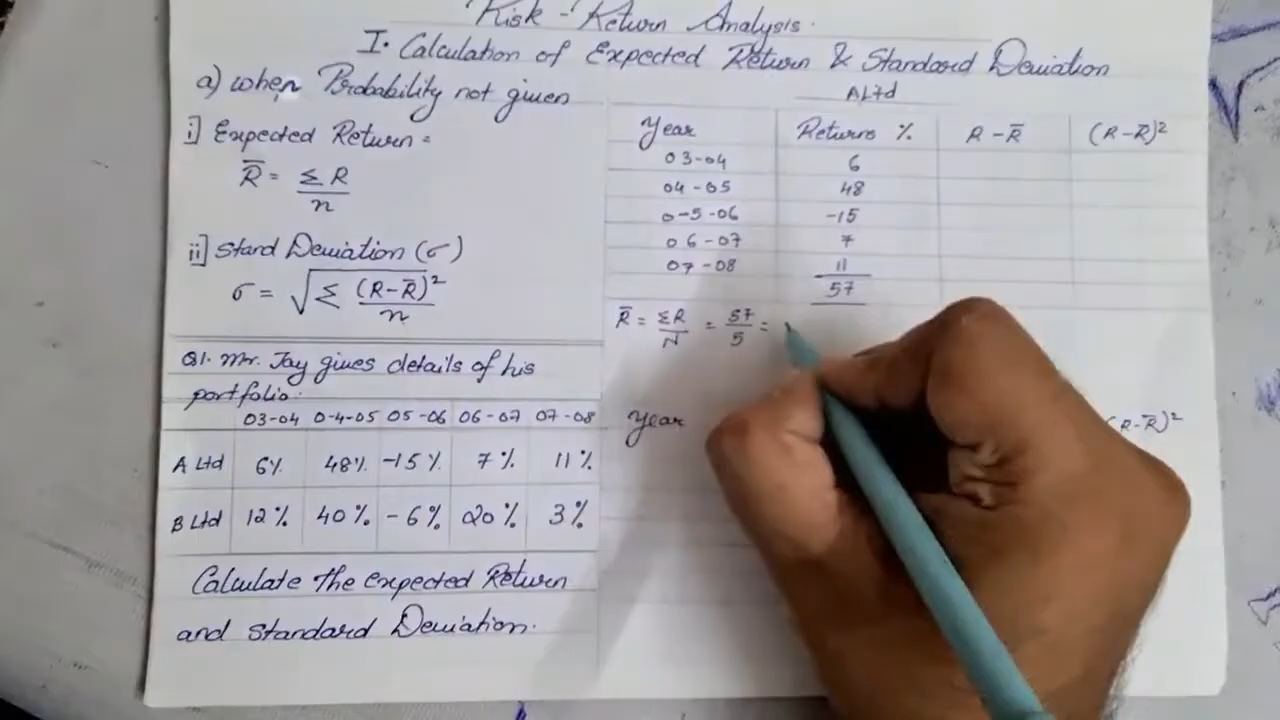 Risk - Return Analysis.
I. Calculation of Expected Return & Standard Deviation
a) when Probability not given
i] Expected Return =
R̄ = ΣR/n
ii] Stand Deviation (σ)
σ = √Σ (R-R̄)²/n
Q1. Mr. Jay gives details of his
portfolio.
03-04 0-4-05 05-06 06-07 07-08
A Ltd 6% 48% -15% 7% 11%
B Ltd 12% 40% -6% 20% 3%
Calculate the expected Return
and Standard Deviation.
A Ltd
Year Returns % R-R̄ (R-R̄)²
03-04 6
04-05 48
0-5-06 -15
06-07 7
07-08 11
57
R̄ = ΣR/N = 57/5 =
Year (R-R̄)²